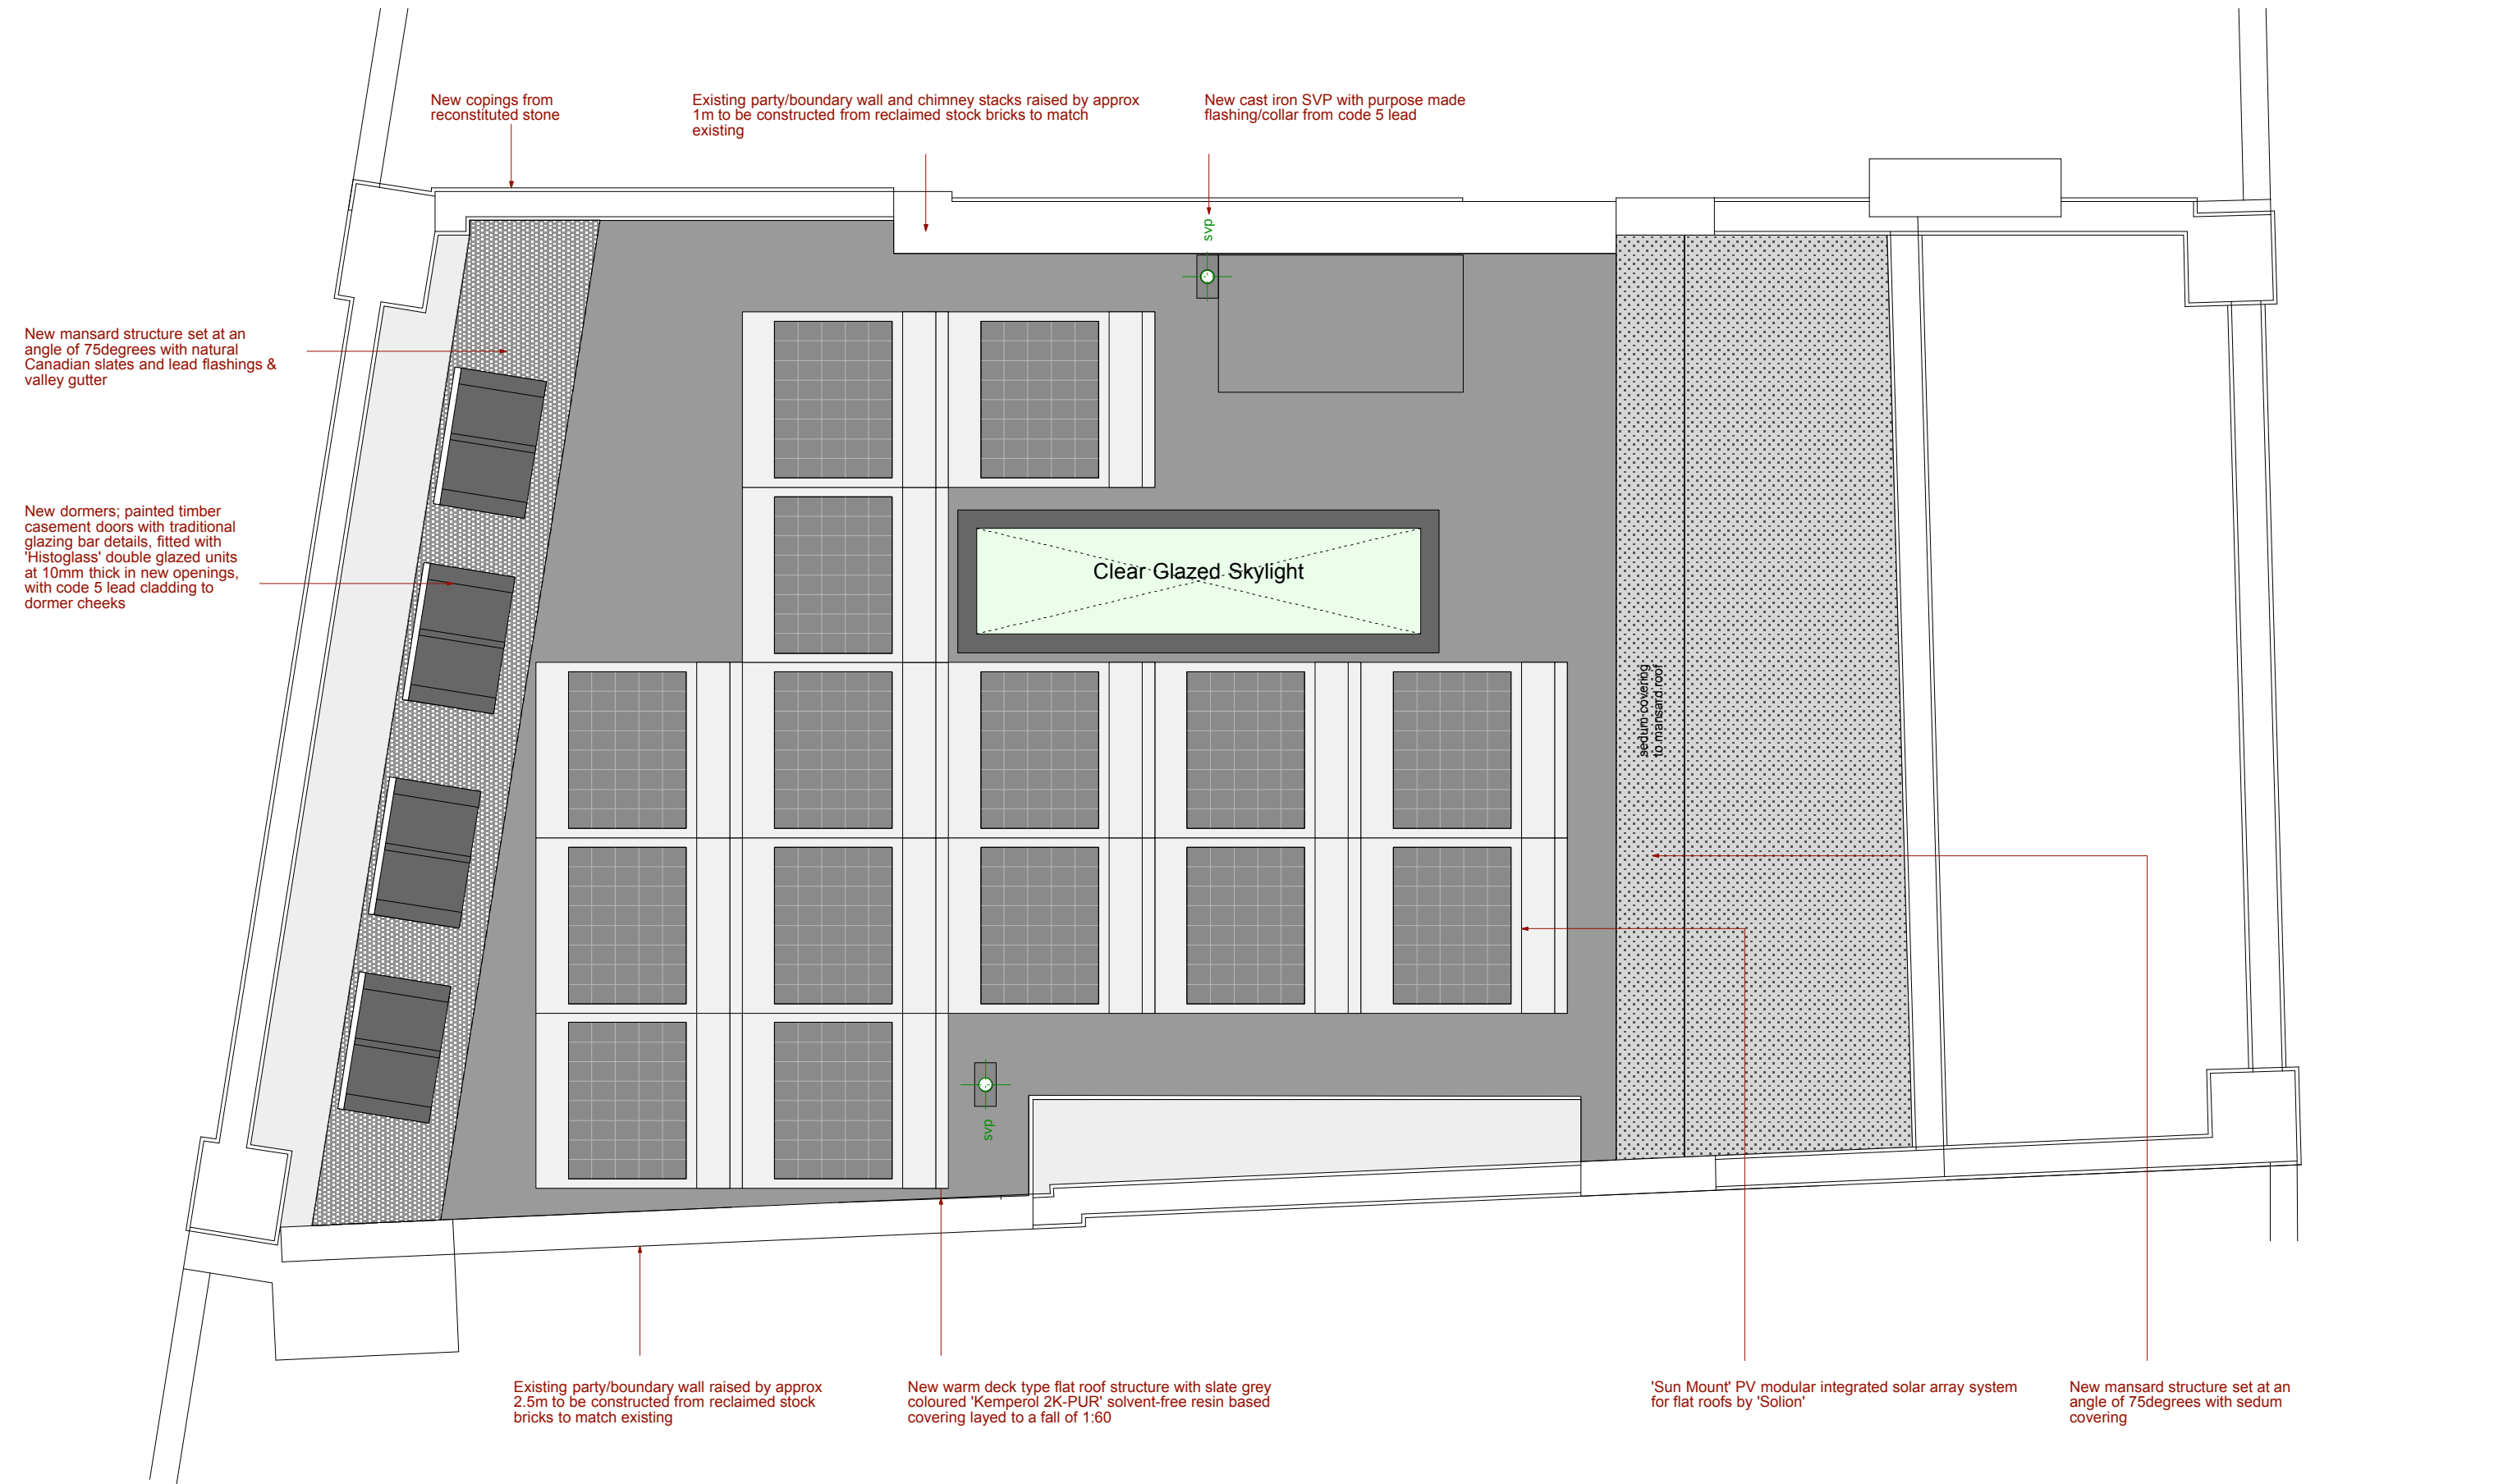 New copings from
reconstituted stone
Existing party/boundary wall and chimney stacks raised by approx
1m to be constructed from reclaimed stock bricks to match
existing
New cast iron SVP with purpose made
flashing/collar from code 5 lead
svp
New mansard structure set at an
angle of 75degrees with natural
Canadian slates and lead flashings &
valley gutter
New dormers; painted timber
casement doors with traditional
glazing bar details, fitted with
'Histoglass' double glazed units
at 10mm thick in new openings,
with code 5 lead cladding to
dormer cheeks
Clear Glazed Skylight
sedum covering
to mansard roof
svp
Existing party/boundary wall raised by approx
2.5m to be constructed from reclaimed stock
bricks to match existing
New warm deck type flat roof structure with slate grey
coloured 'Kemperol 2K-PUR' solvent-free resin based
covering layed to a fall of 1:60
'Sun Mount' PV modular integrated solar array system
for flat roofs by 'Solion'
New mansard structure set at an
angle of 75degrees with sedum
covering